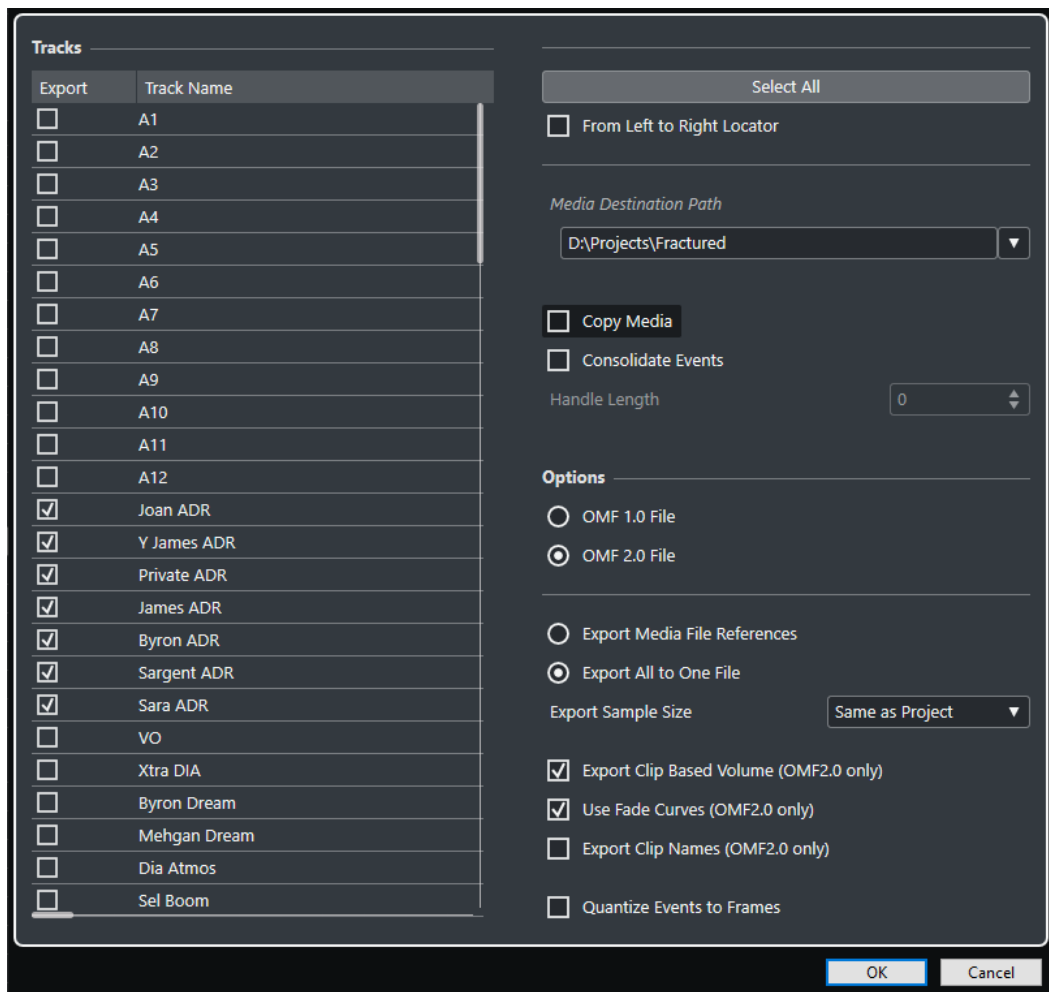 Tracks
Export Track Name
A1
A2
A3
A4
A5
A6
A7
A8
A9
A10
A11
A12
Joan ADR
Y James ADR
Private ADR
James ADR
Byron ADR
Sargent ADR
Sara ADR
VO
Xtra DIA
Byron Dream
Mehgan Dream
Dia Atmos
Sel Boom
Select All
From Left to Right Locator
Media Destination Path
D:\Projects\Fractured
Copy Media
Consolidate Events
Handle Length 0
Options
OMF 1.0 File
OMF 2.0 File
Export Media File References
Export All to One File
Export Sample Size Same as Project
Export Clip Based Volume (OMF2.0 only)
Use Fade Curves (OMF2.0 only)
Export Clip Names (OMF2.0 only)
Quantize Events to Frames
OK Cancel